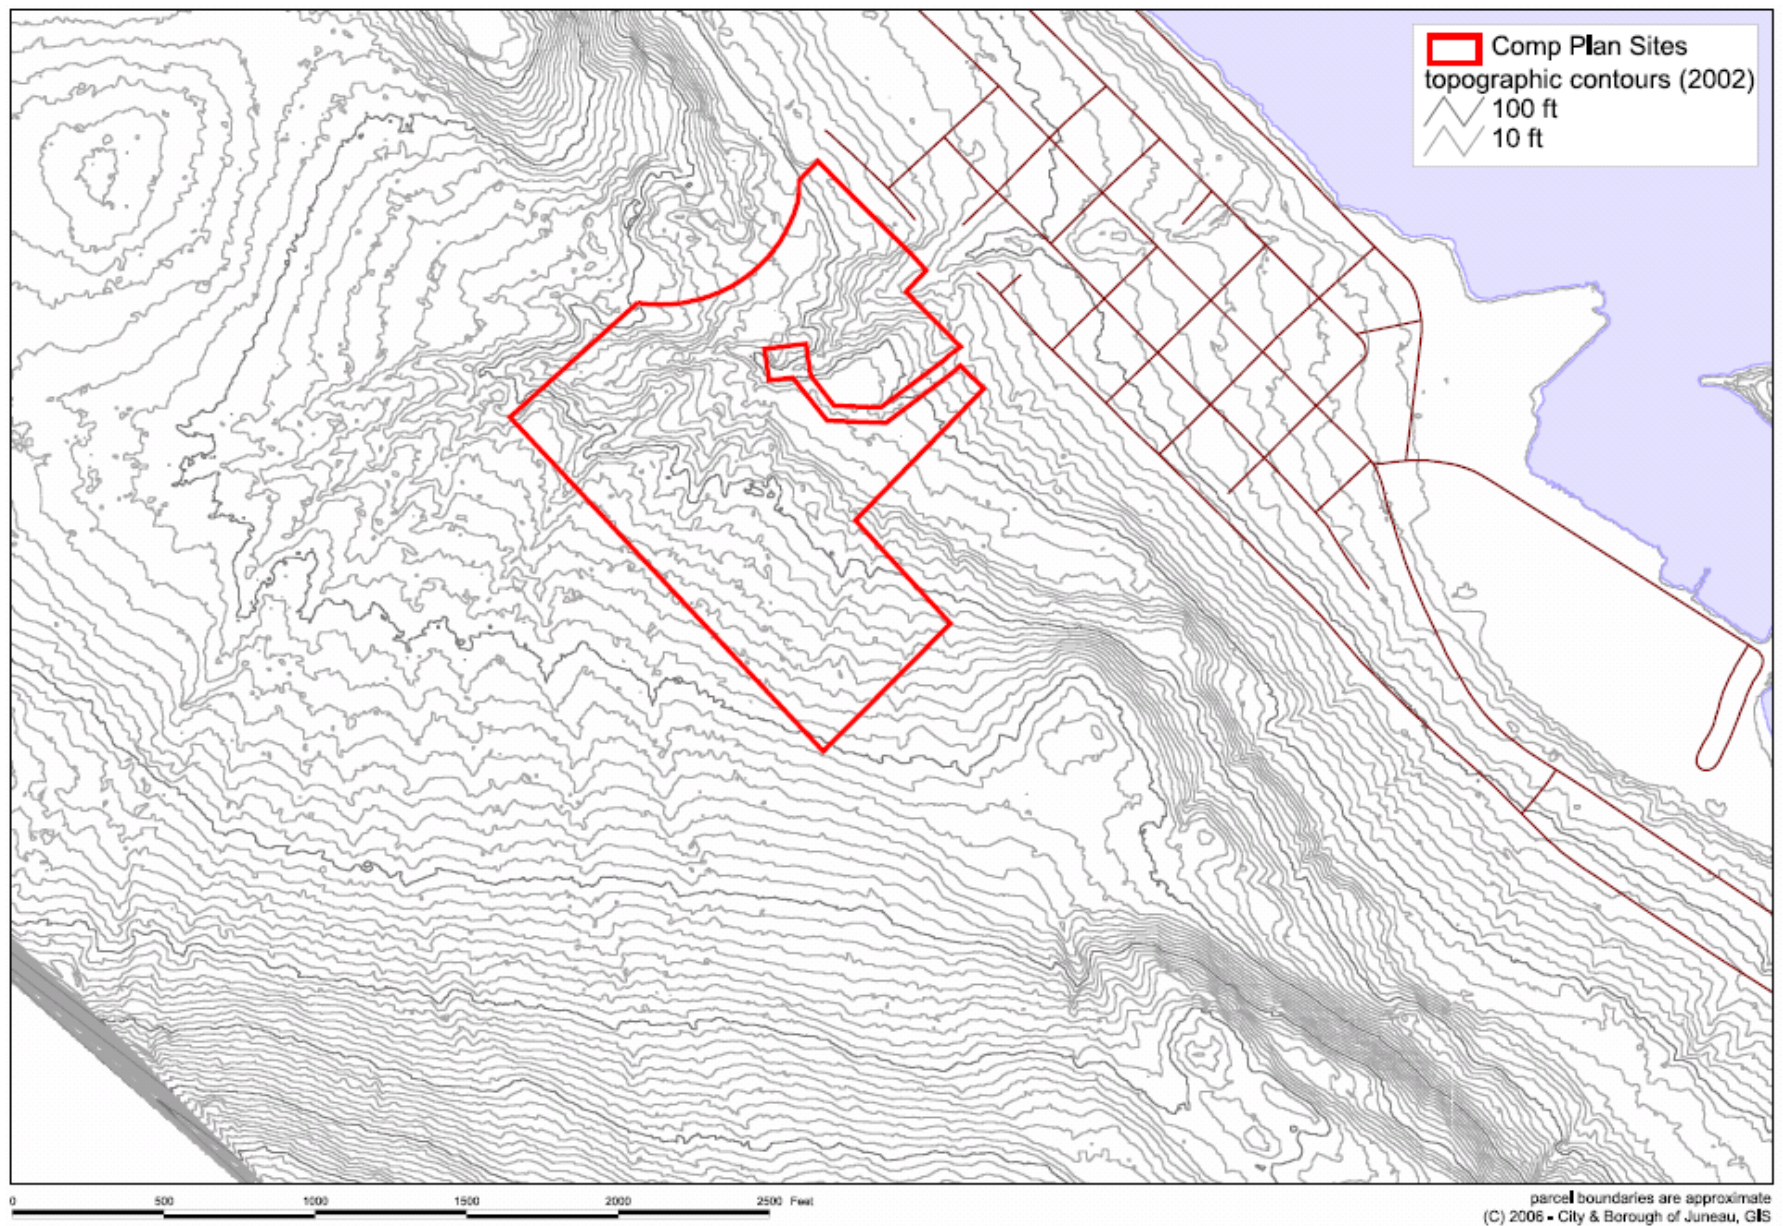 Comp Plan Sites
topographic contours (2002)
100 ft
10 ft
0 500 1000 1500 2000 2500 Feet
parcel boundaries are approximate
(C) 2006 - City & Borough of Juneau, GIS